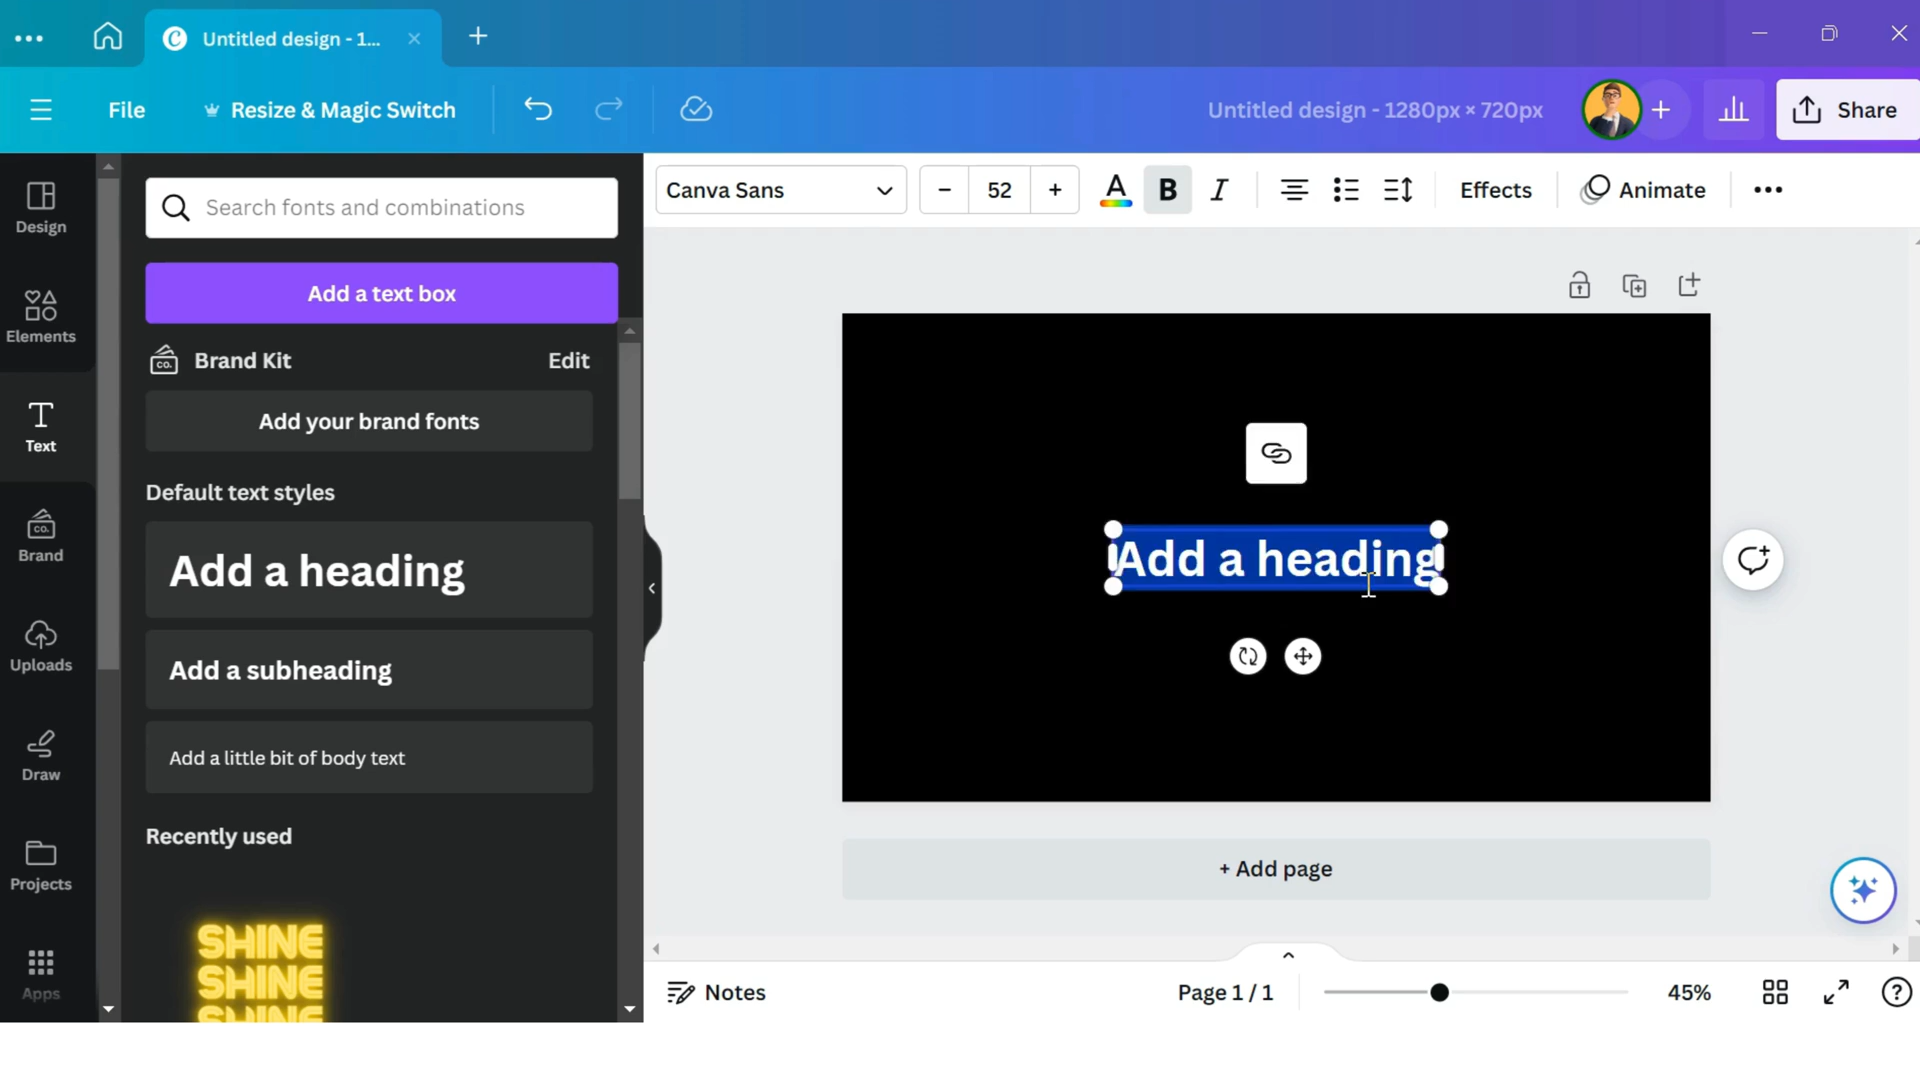 Untitled design - 1...
File
Resize & Magic Switch
Untitled design - 1280px × 720px
Share
Design
Elements
Text
Brand
Uploads
Draw
Projects
Apps
Search fonts and combinations
Add a text box
CO.
Brand Kit
Edit
Add your brand fonts
Default text styles
Add a heading
Add a subheading
Add a little bit of body text
Recently used
SHINE
SHINE
SHINE
Canva Sans
- 52 +
A
B
I
Effects
Animate
Add a heading
+ Add page
Notes
Page 1 / 1
45%
?